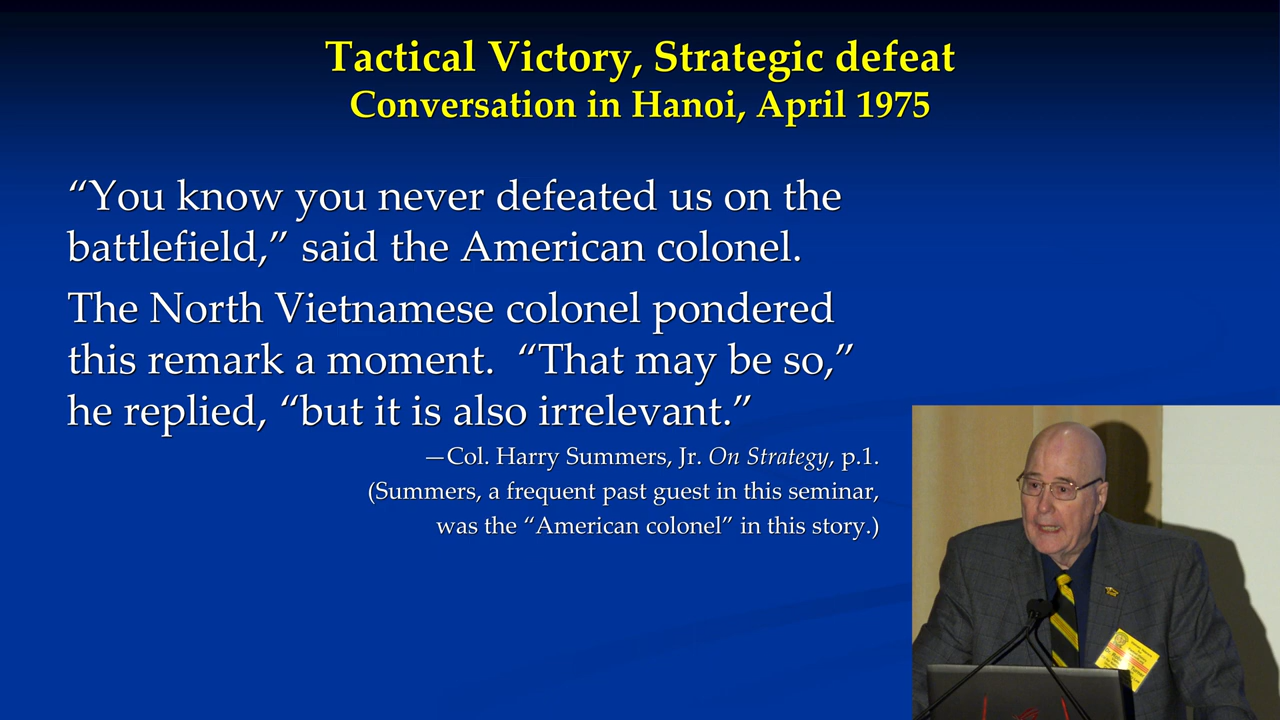 Tactical Victory, Strategic defeat
Conversation in Hanoi, April 1975
“You know you never defeated us on the
battlefield,” said the American colonel.
The North Vietnamese colonel pondered
this remark a moment.  “That may be so,”
he replied, “but it is also irrelevant.”
—Col. Harry Summers, Jr. On Strategy, p.1.
(Summers, a frequent past guest in this seminar,
was the “American colonel” in this story.)